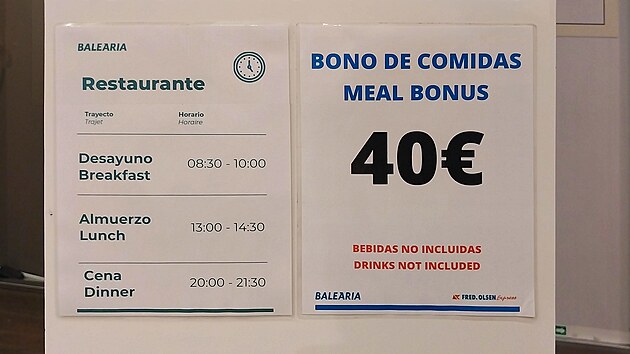 BALEARIA
Restaurante
Trayecto Horario
Trajet Horaire
Desayuno
Breakfast
08:30 - 10:00
Almuerzo
Lunch
13:00 - 14:30
Cena
Dinner
20:00 - 21:30
BONO DE COMIDAS
MEAL BONUS
40€
BEBIDAS NO INCLUIDAS
DRINKS NOT INCLUDED
BALEARIA FRED. OLSEN Express